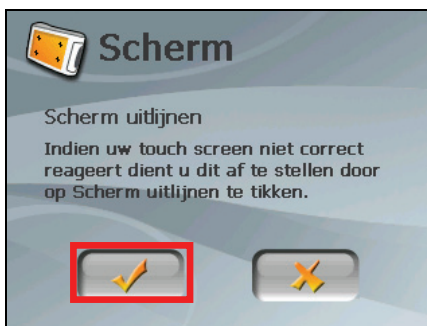 Scherm
Scherm uitlijnen
Indien uw touch screen niet correct
reageert dient u dit af te stellen door
op Scherm uitlijnen te tikken.